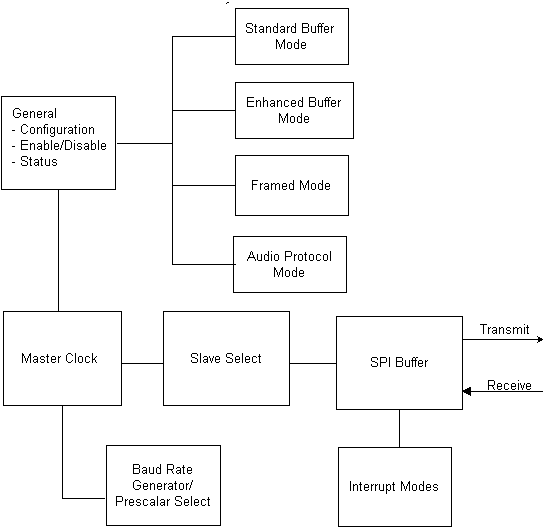 Standard Buffer
Mode
General
- Configuration
- Enable/Disable
- Status
Enhanced Buffer
Mode
Framed Mode
Audio Protocol
Mode
Master Clock
Slave Select
SPI Buffer
Transmit
Receive
Baud Rate
Generator/
Prescalar Select
Interrupt Modes